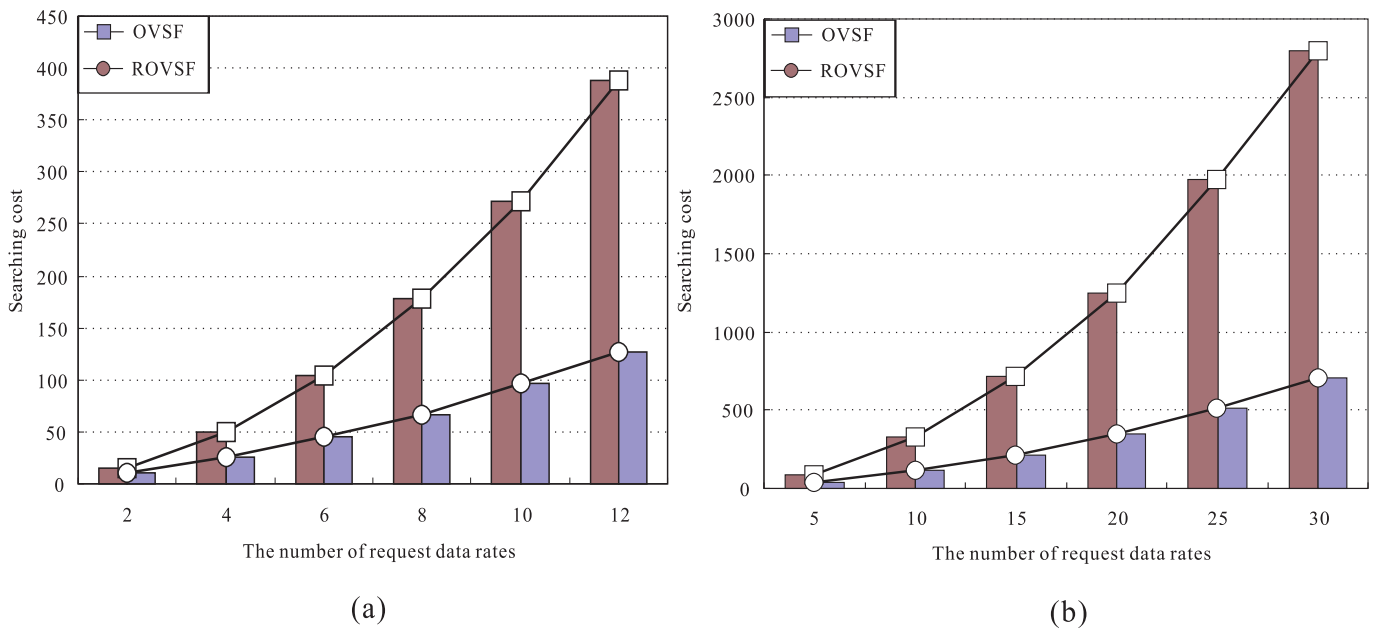 450
400
350
300
250
200
150
100
50
0
Searching cost
OVSF
ROVSF
2 4 6 8 10 12
The number of request data rates
(a)
3000
2500
2000
1500
1000
500
0
Searching cost
OVSF
ROVSF
5 10 15 20 25 30
The number of request data rates
(b)